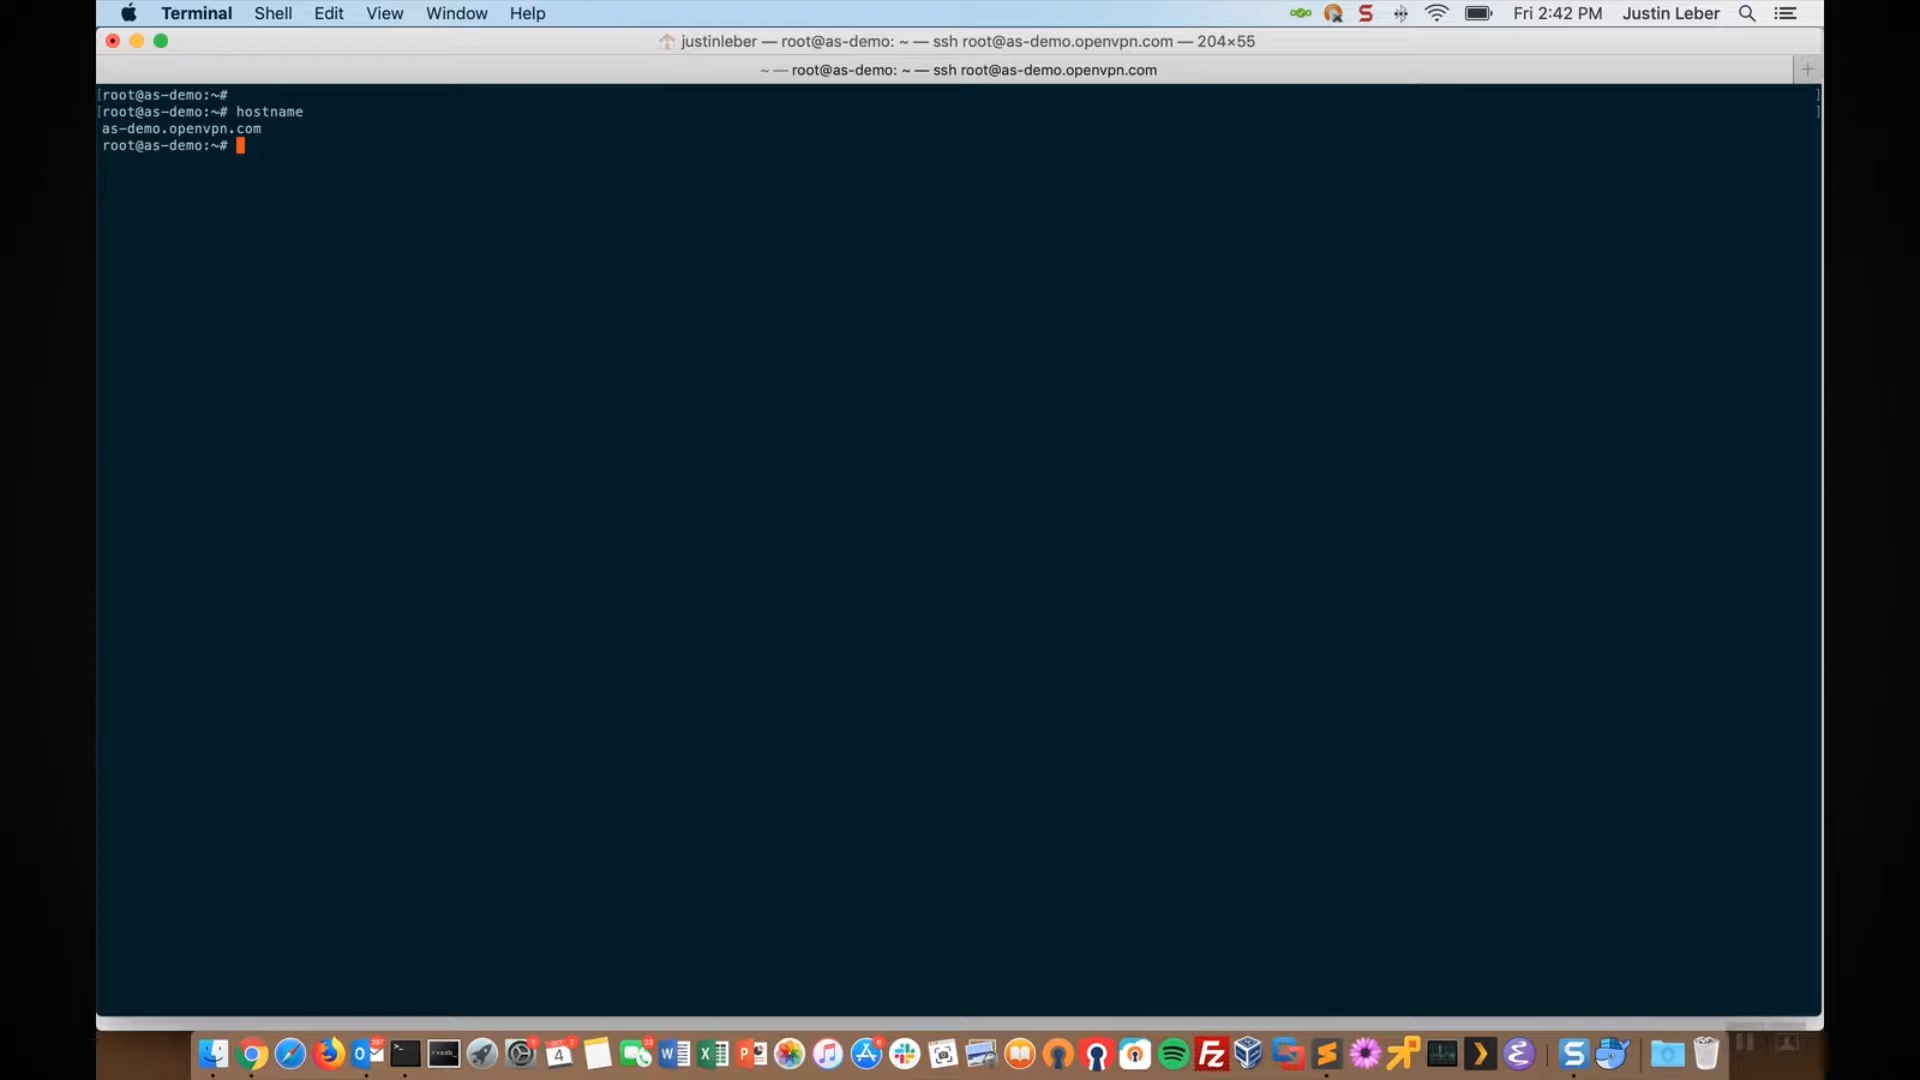 Terminal Shell Edit View Window Help Fri 2:42 PM Justin Leber
justinleber — root@as-demo: ~ — ssh root@as-demo.openvpn.com — 204×55
~ — root@as-demo: ~ — ssh root@as-demo.openvpn.com
[root@as-demo:~# ]
[root@as-demo:~# hostname ]
as-demo.openvpn.com
root@as-demo:~#